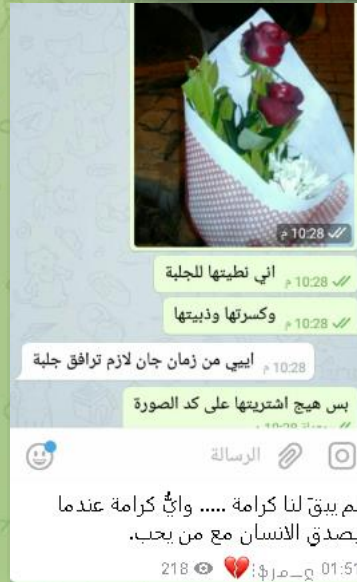 10:28 م
اني نطيتها للجلبة
10:28 م
وكسرتها وذبيتها
10:28 م
اييي من زمان جان لازم ترافق جلبة
10:28 م
بس هيج اشتريتها على كد الصورة
الرسالة
لم يبقَ لنا كرامة ..... وايُّ كرامة عندما
يصدق الانسان مع من يحب.
218
01:51